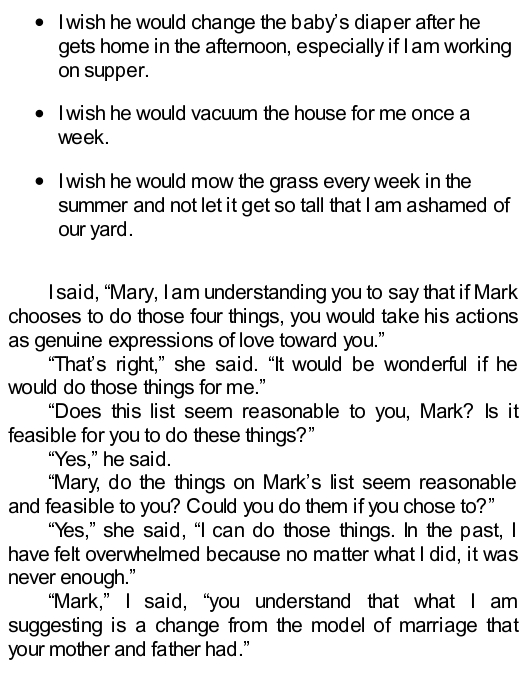 • I wish he would change the baby's diaper after he
gets home in the afternoon, especially if I am working
on supper.
• I wish he would vacuum the house for me once a
week.
• I wish he would mow the grass every week in the
summer and not let it get so tall that I am ashamed of
our yard.
I said, “Mary, I am understanding you to say that if Mark
chooses to do those four things, you would take his actions
as genuine expressions of love toward you.”
“That’s right,” she said. “It would be wonderful if he
would do those things for me.”
“Does this list seem reasonable to you, Mark? Is it
feasible for you to do these things?”
“Yes,” he said.
“Mary, do the things on Mark’s list seem reasonable
and feasible to you? Could you do them if you chose to?”
“Yes,” she said, “I can do those things. In the past, I
have felt overwhelmed because no matter what I did, it was
never enough.”
“Mark,” I said, “you understand that what I am
suggesting is a change from the model of marriage that
your mother and father had.”